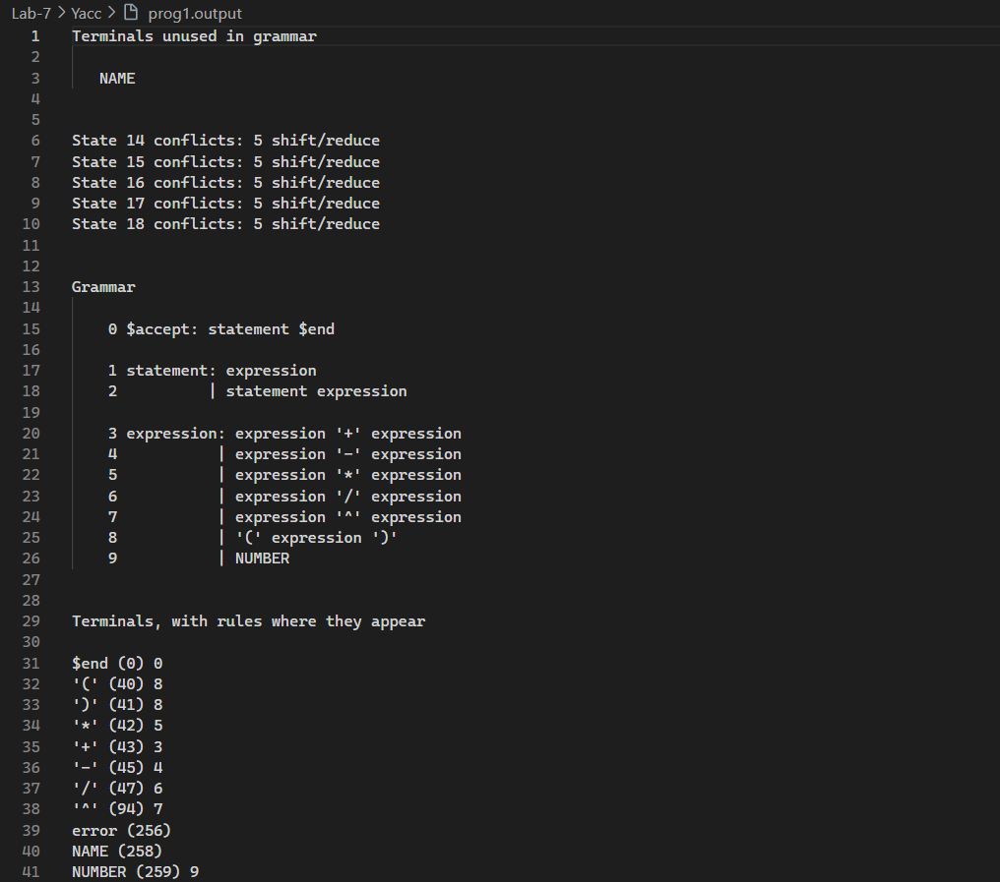 Lab-7 > Yacc > prog1.output
1 Terminals unused in grammar
2
3 NAME
4
5
6 State 14 conflicts: 5 shift/reduce
7 State 15 conflicts: 5 shift/reduce
8 State 16 conflicts: 5 shift/reduce
9 State 17 conflicts: 5 shift/reduce
10 State 18 conflicts: 5 shift/reduce
11
12
13 Grammar
14
15 0 $accept: statement $end
16
17 1 statement: expression
18 2 | statement expression
19
20 3 expression: expression '+' expression
21 4 | expression '-' expression
22 5 | expression '*' expression
23 6 | expression '/' expression
24 7 | expression '^' expression
25 8 | '(' expression ')'
26 9 | NUMBER
27
28
29 Terminals, with rules where they appear
30
31 $end (0) 0
32 '(' (40) 8
33 ')' (41) 8
34 '*' (42) 5
35 '+' (43) 3
36 '-' (45) 4
37 '/' (47) 6
38 '^' (94) 7
39 error (256)
40 NAME (258)
41 NUMBER (259) 9